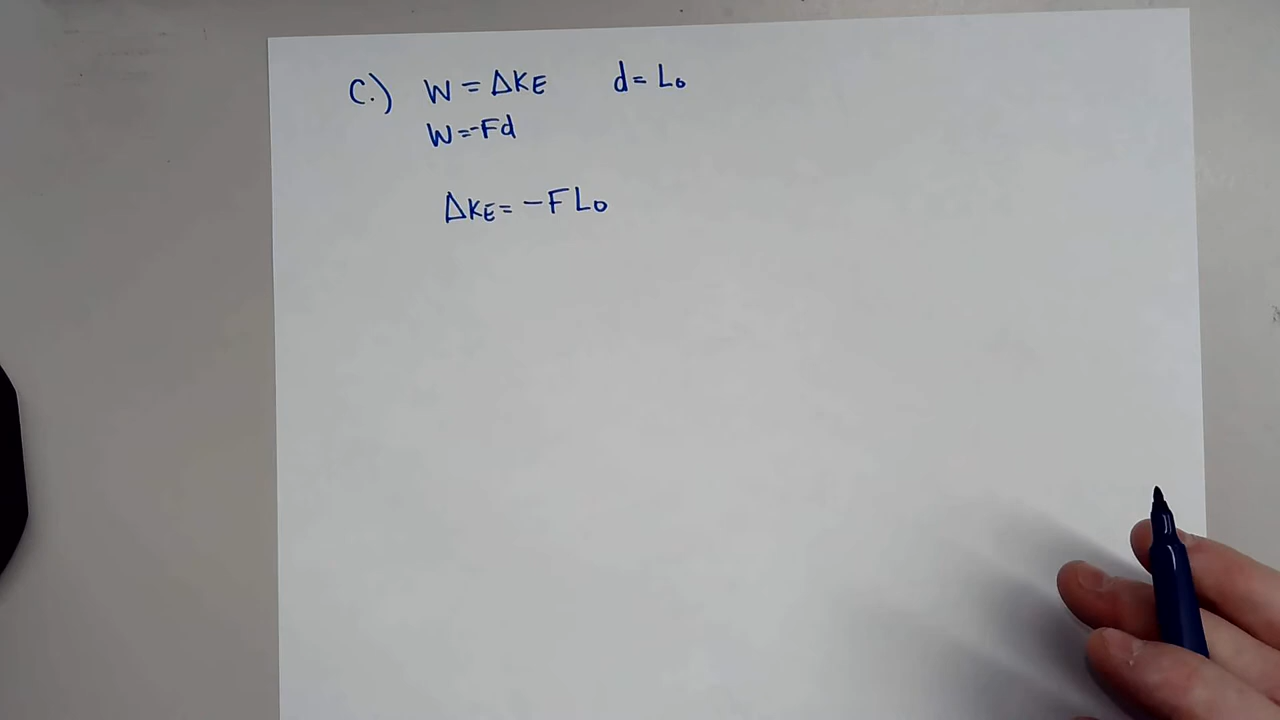 C.) W = ΔKE d = L₀
W = -Fd
ΔKE = -FL₀